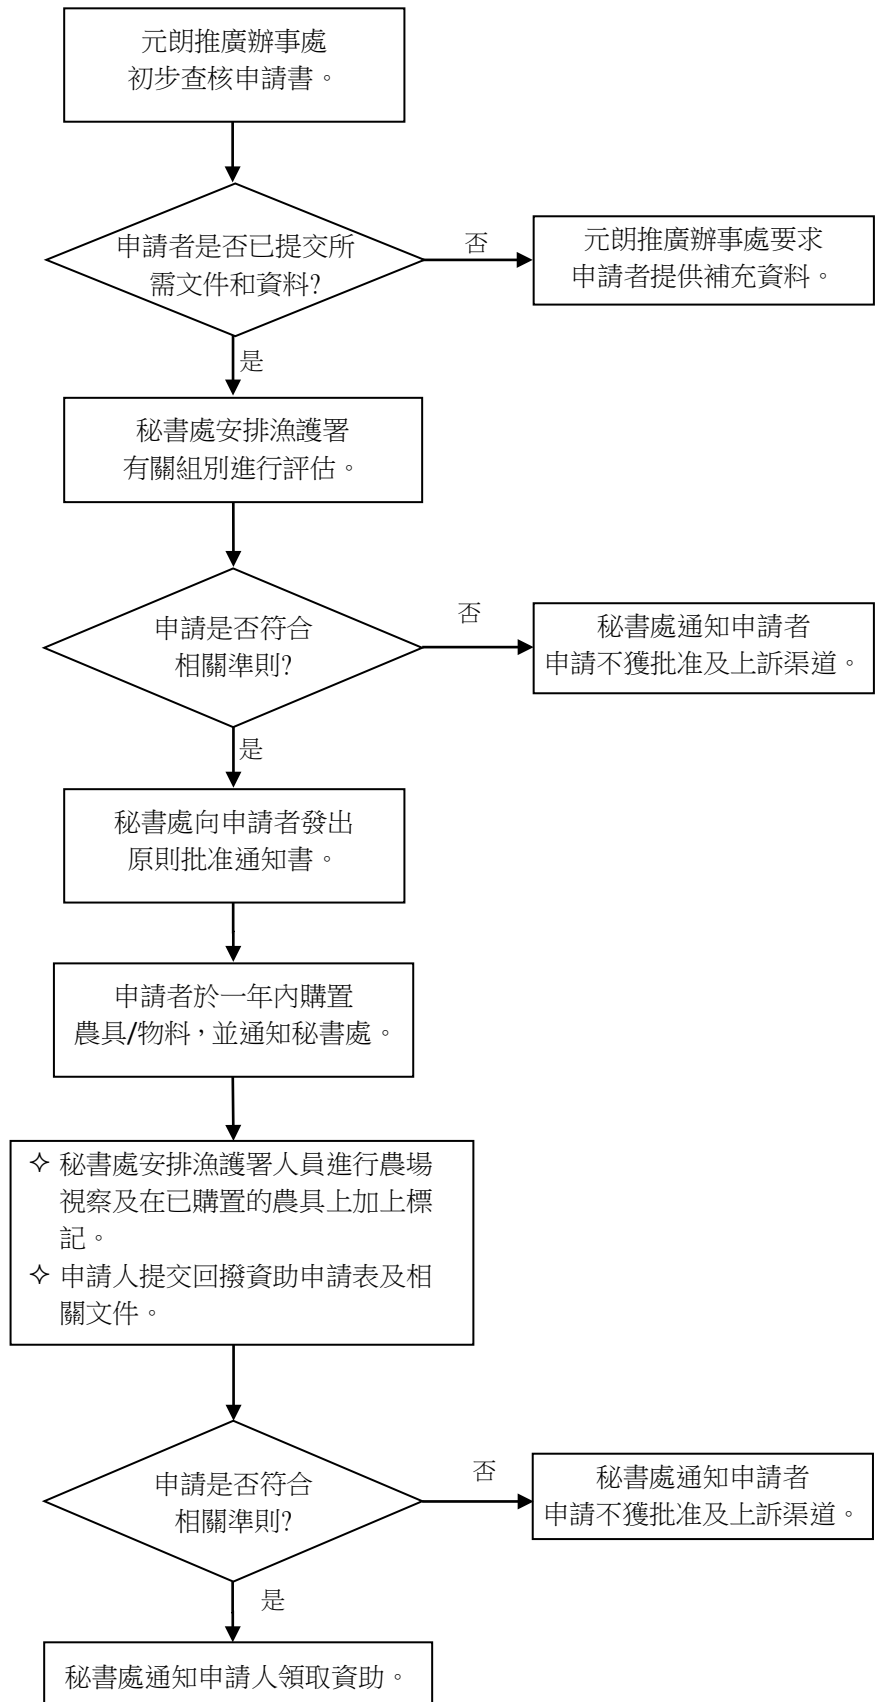 元朗推廣辦事處
初步查核申請書。
申請者是否已提交所
需文件和資料?
否
元朗推廣辦事處要求
申請者提供補充資料。
是
秘書處安排漁護署
有關組別進行評估。
申請是否符合
相關準則?
否
秘書處通知申請者
申請不獲批准及上訴渠道。
是
秘書處向申請者發出
原則批准通知書。
申請者於一年內購置
農具/物料，並通知秘書處。
✧ 秘書處安排漁護署人員進行農場
視察及在已購置的農具上加上標
記。
✧ 申請人提交回撥資助申請表及相
關文件。
申請是否符合
相關準則?
否
秘書處通知申請者
申請不獲批准及上訴渠道。
是
秘書處通知申請人領取資助。